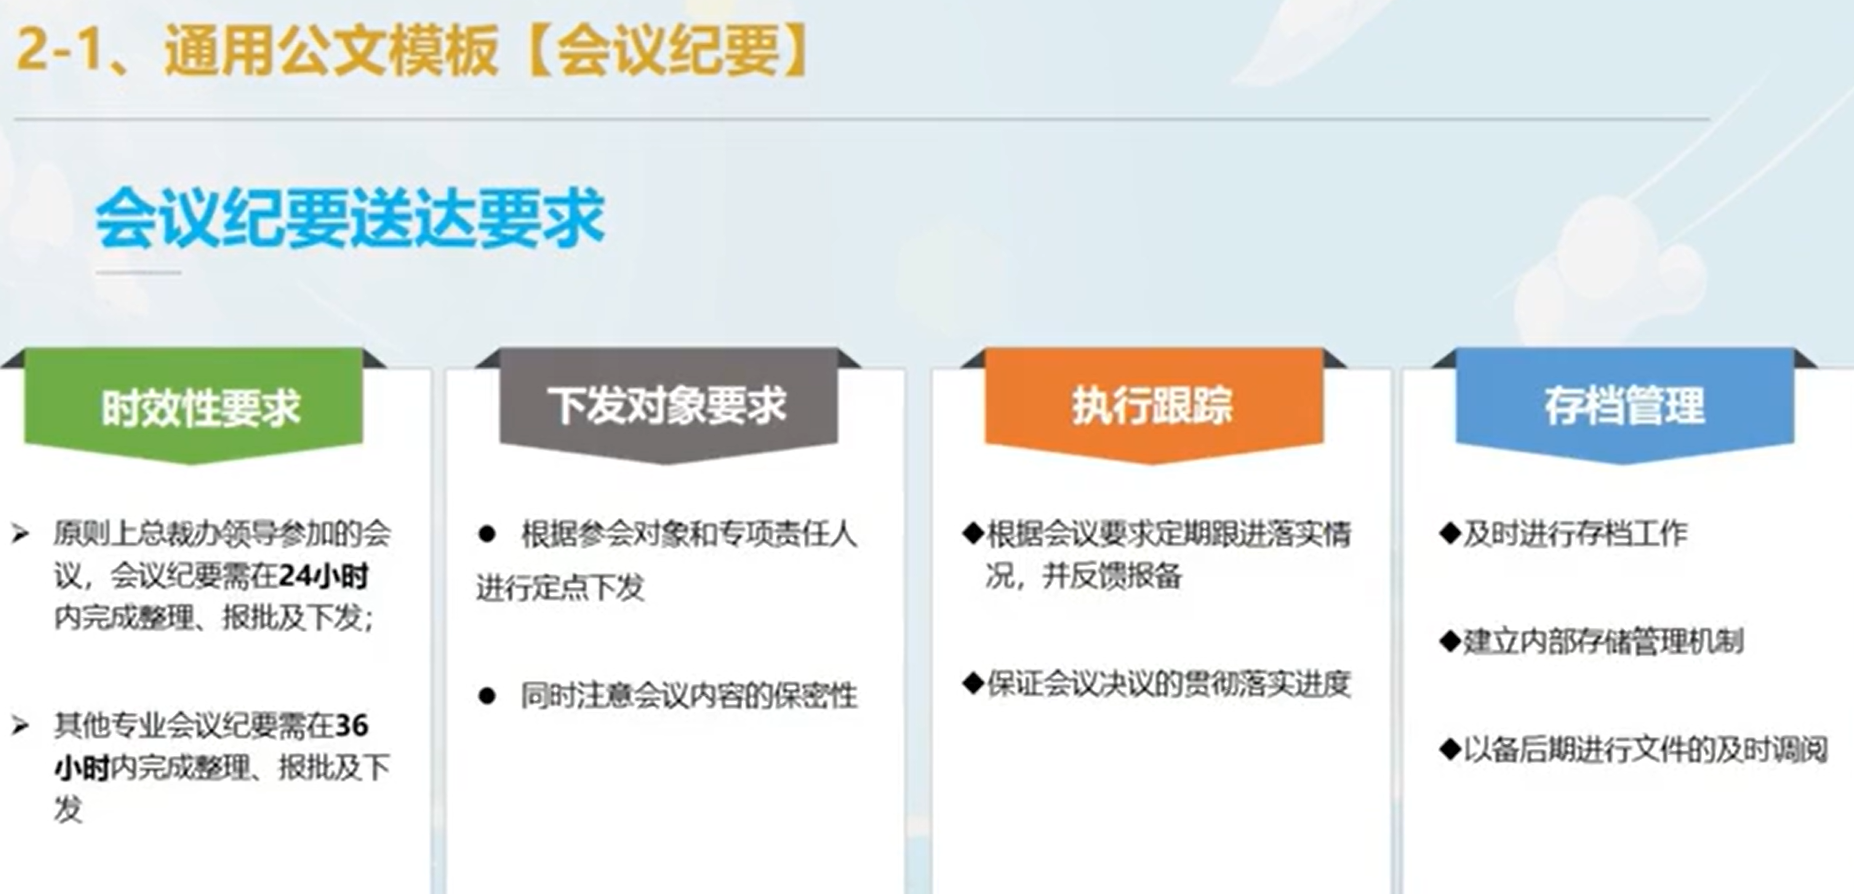 2-1、通用公文模板【会议纪要】
会议纪要送达要求
时效性要求
➢ 原则上总裁办领导参加的会
议，会议纪要需在24小时
内完成整理、报批及下发；
➢ 其他专业会议纪要需在36
小时内完成整理、报批及下
发
下发对象要求
● 根据参会对象和专项责任人
进行定点下发
● 同时注意会议内容的保密性
执行跟踪
◆根据会议要求定期跟进落实情
况，并反馈报备
◆保证会议决议的贯彻落实进度
存档管理
◆及时进行存档工作
◆建立内部存储管理机制
◆以备后期进行文件的及时调阅